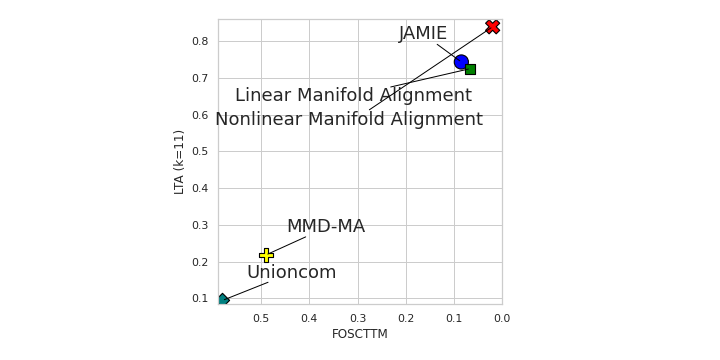 JAMIE
Linear Manifold Alignment
Nonlinear Manifold Alignment
MMD-MA
Unioncom
LTA (k=11)
0.8
0.7
0.6
0.5
0.4
0.3
0.2
0.1
0.5 0.4 0.3 0.2 0.1 0.0
FOSCTTM